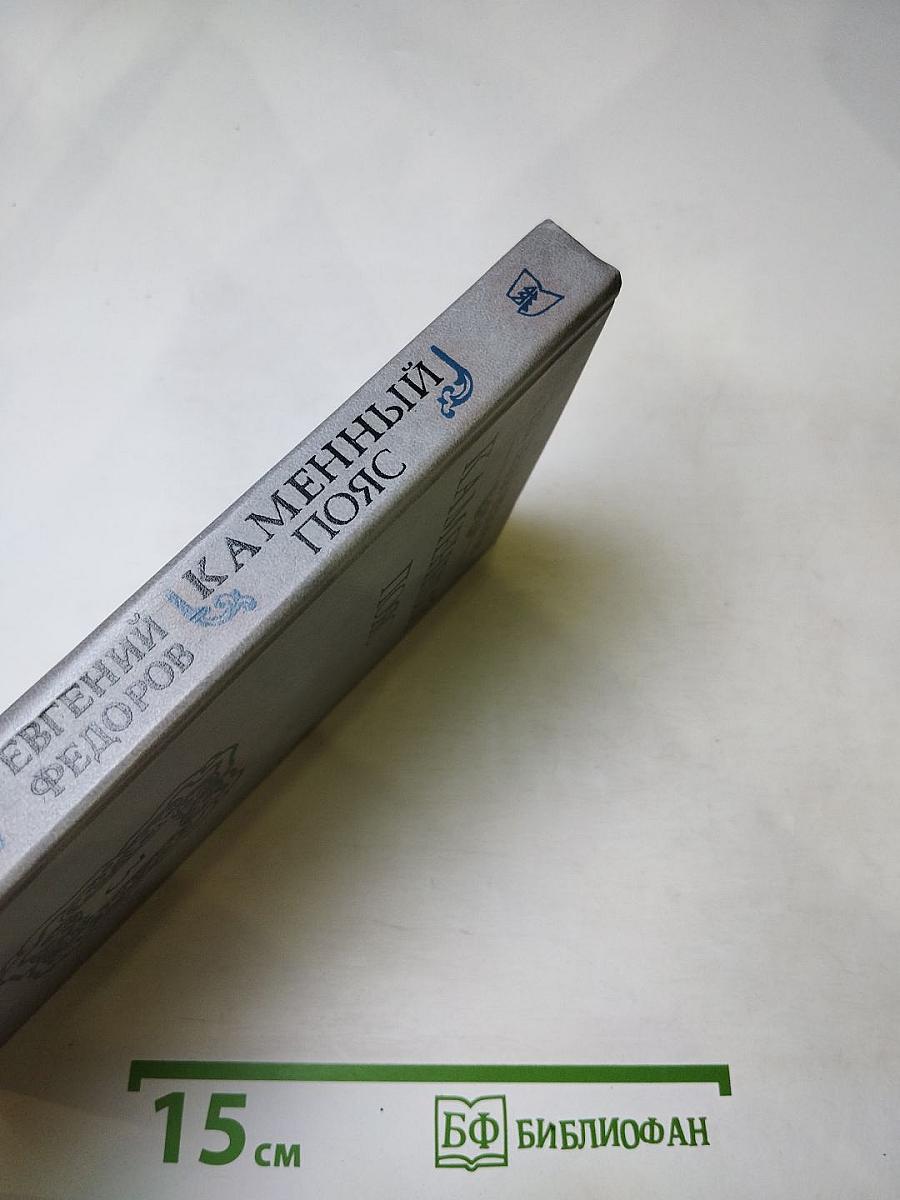 ЕВГЕНИЙ
ФЕДОРОВ
КАМЕННЫЙ
ПОЯС
15 см
БФ БИБЛИОФАН